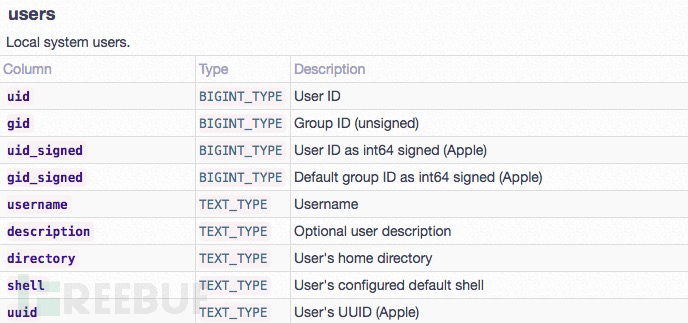 users
Local system users.
Column Type Description
uid BIGINT_TYPE User ID
gid BIGINT_TYPE Group ID (unsigned)
uid_signed BIGINT_TYPE User ID as int64 signed (Apple)
gid_signed BIGINT_TYPE Default group ID as int64 signed (Apple)
username TEXT_TYPE Username
description TEXT_TYPE Optional user description
directory TEXT_TYPE User's home directory
shell TEXT_TYPE User's configured default shell
uuid TEXT_TYPE User's UUID (Apple)
REEBUF